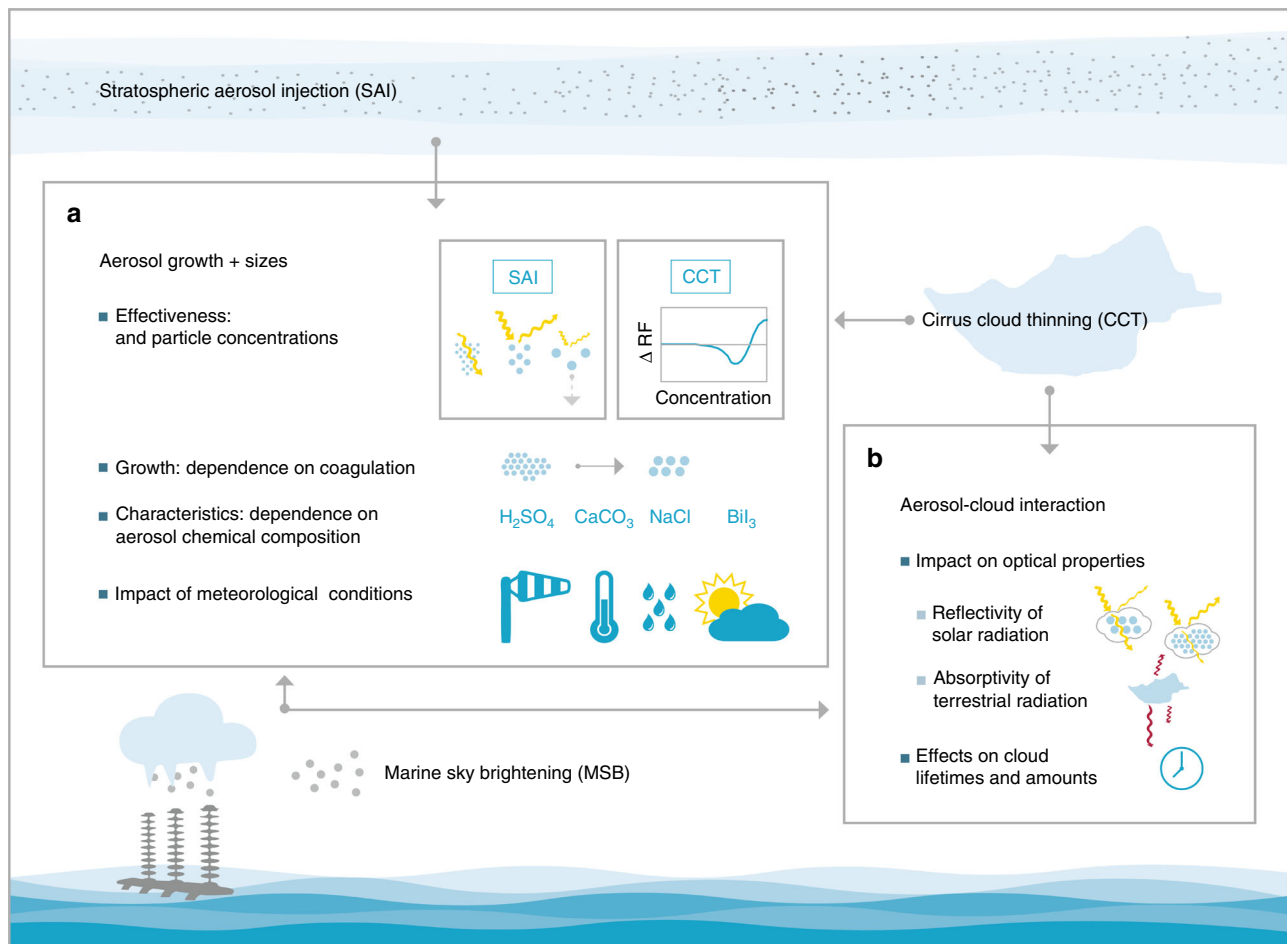 Stratospheric aerosol injection (SAI)
a
Aerosol growth + sizes
Effectiveness:
and particle concentrations
SAI
CCT
Δ RF
Concentration
Growth: dependence on coagulation
Characteristics: dependence on
aerosol chemical composition
H₂SO₄ CaCO₃ NaCl BiI₃
Impact of meteorological conditions
Cirrus cloud thinning (CCT)
b
Aerosol-cloud interaction
Impact on optical properties
Reflectivity of
solar radiation
Absorptivity of
terrestrial radiation
Effects on cloud
lifetimes and amounts
Marine sky brightening (MSB)